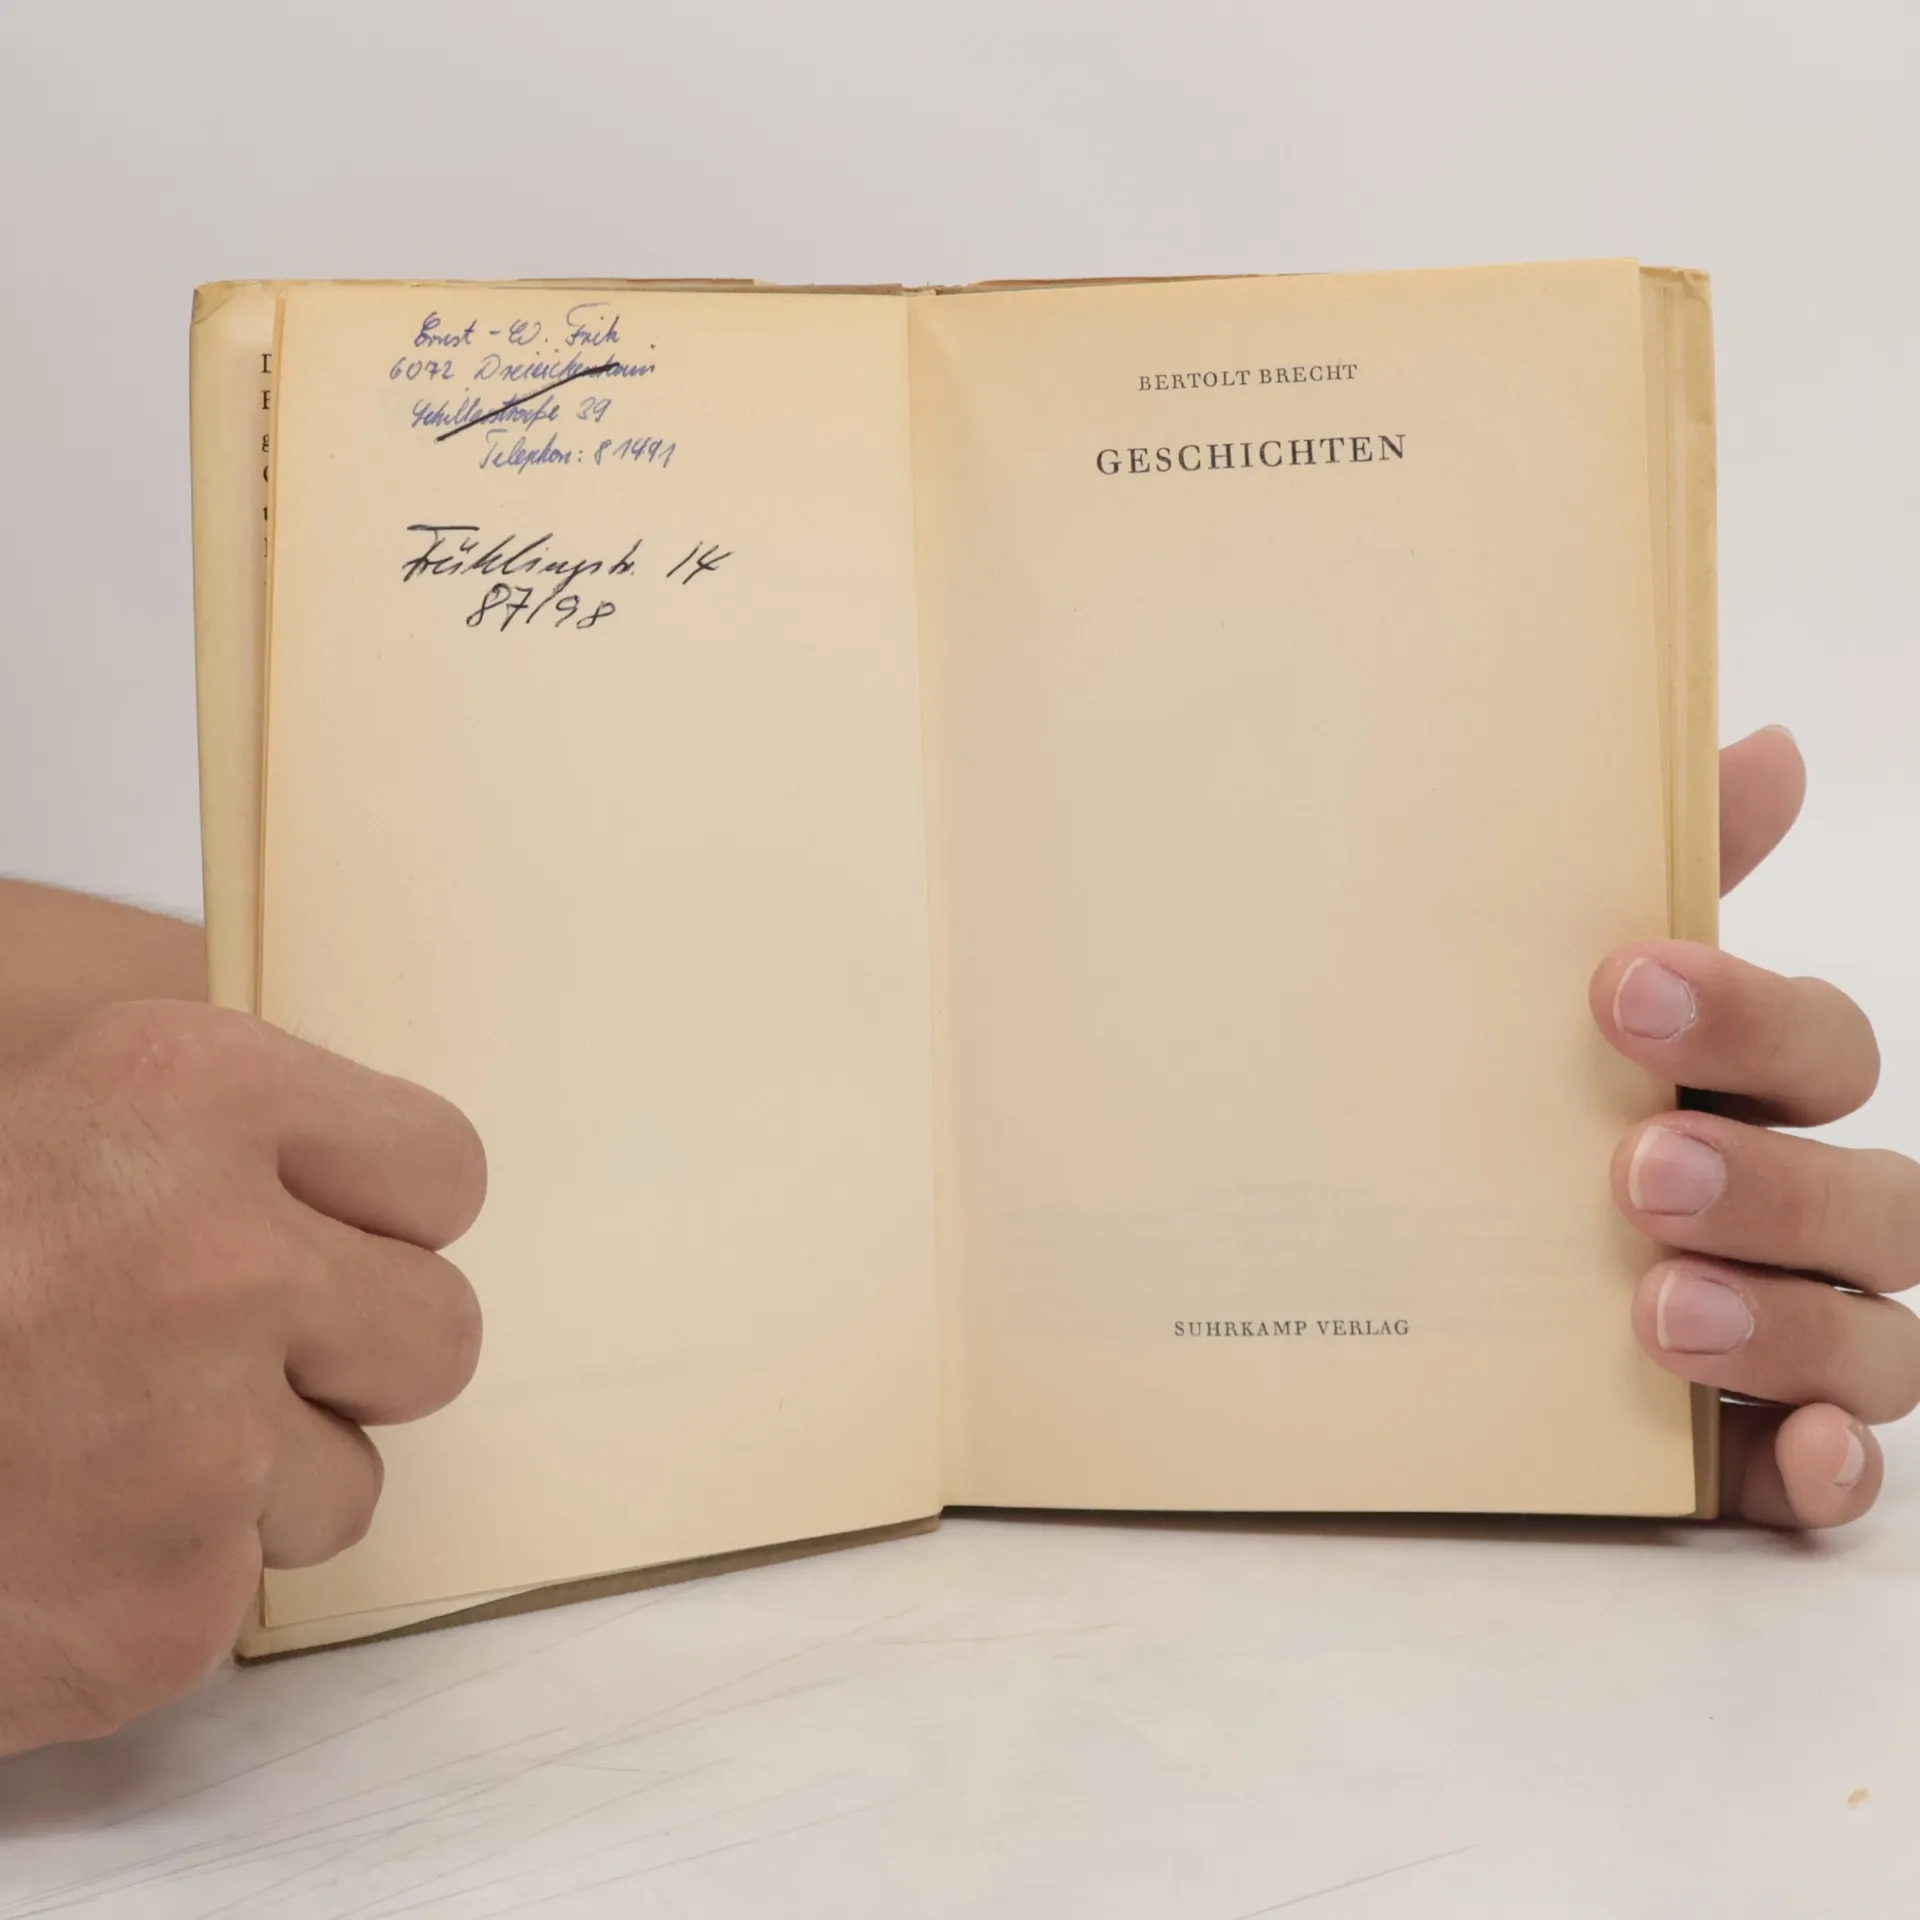 Ernst - W. Frik
6072 Dreieichenhain
Schillerstraße 39
Telephon: 81491
Frühlingstr. 14
87/98
BERTOLT BRECHT
GESCHICHTEN
SUHRKAMP VERLAG